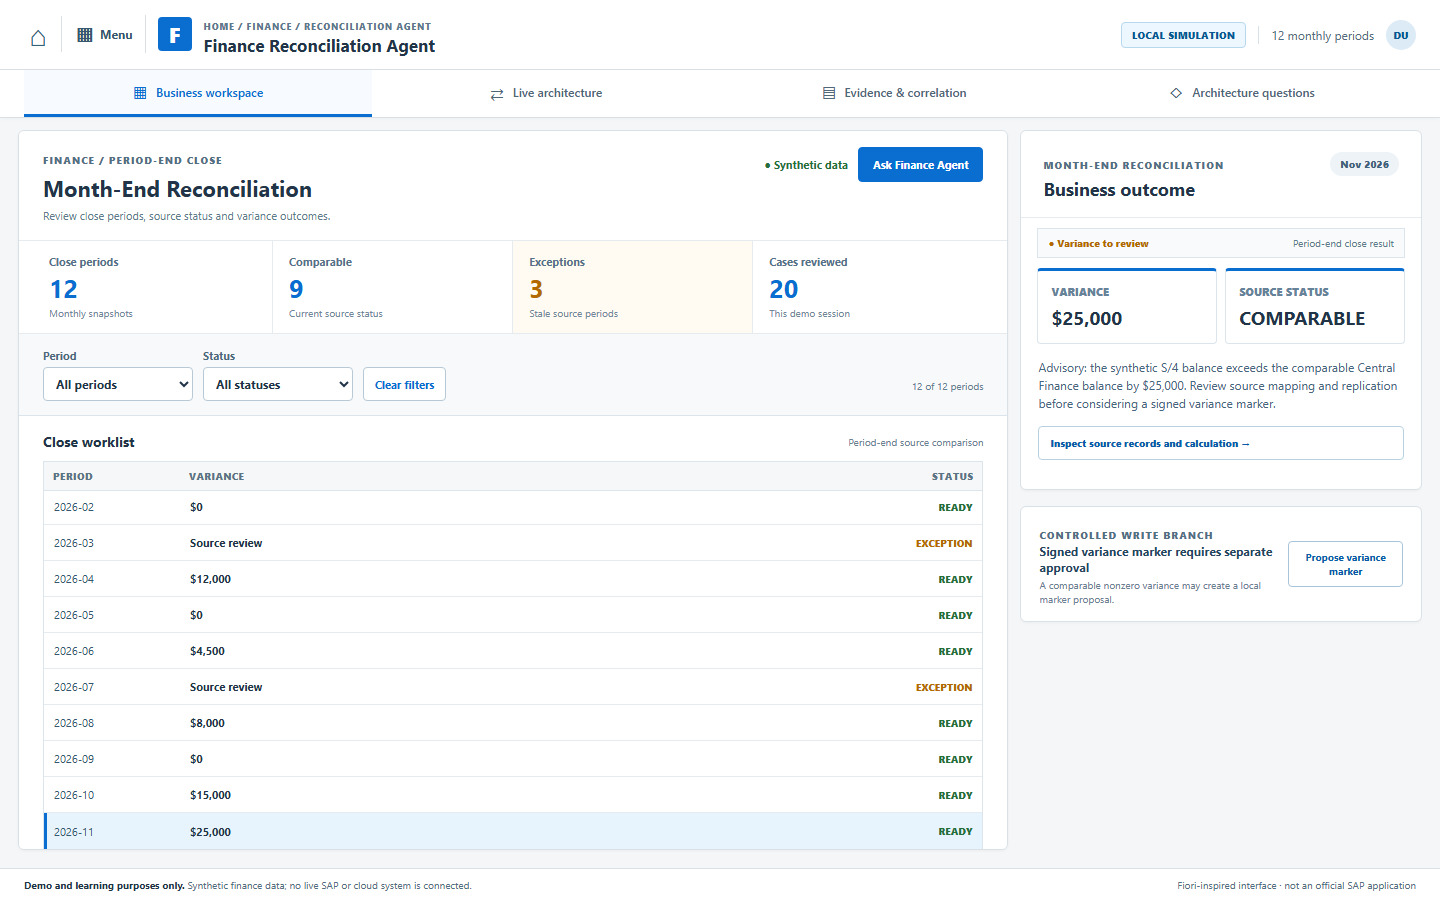 Menu
F
HOME / FINANCE / RECONCILIATION AGENT
Finance Reconciliation Agent
LOCAL SIMULATION
12 monthly periods
DU
Business workspace
Live architecture
Evidence & correlation
Architecture questions
FINANCE / PERIOD-END CLOSE
Month-End Reconciliation
Review close periods, source status and variance outcomes.
● Synthetic data
Ask Finance Agent
Close periods
12
Monthly snapshots
Comparable
9
Current source status
Exceptions
3
Stale source periods
Cases reviewed
20
This demo session
Period
All periods
Status
All statuses
Clear filters
12 of 12 periods
Close worklist
Period-end source comparison
PERIOD VARIANCE STATUS
2026-02 $0 READY
2026-03 Source review EXCEPTION
2026-04 $12,000 READY
2026-05 $0 READY
2026-06 $4,500 READY
2026-07 Source review EXCEPTION
2026-08 $8,000 READY
2026-09 $0 READY
2026-10 $15,000 READY
2026-11 $25,000 READY
MONTH-END RECONCILIATION
Business outcome
Nov 2026
● Variance to review
Period-end close result
VARIANCE
$25,000
SOURCE STATUS
COMPARABLE
Advisory: the synthetic S/4 balance exceeds the comparable Central
Finance balance by $25,000. Review source mapping and replication
before considering a signed variance marker.
Inspect source records and calculation →
CONTROLLED WRITE BRANCH
Signed variance marker requires separate
approval
A comparable nonzero variance may create a local
marker proposal.
Propose variance
marker
Demo and learning purposes only. Synthetic finance data; no live SAP or cloud system is connected.
Fiori-inspired interface · not an official SAP application